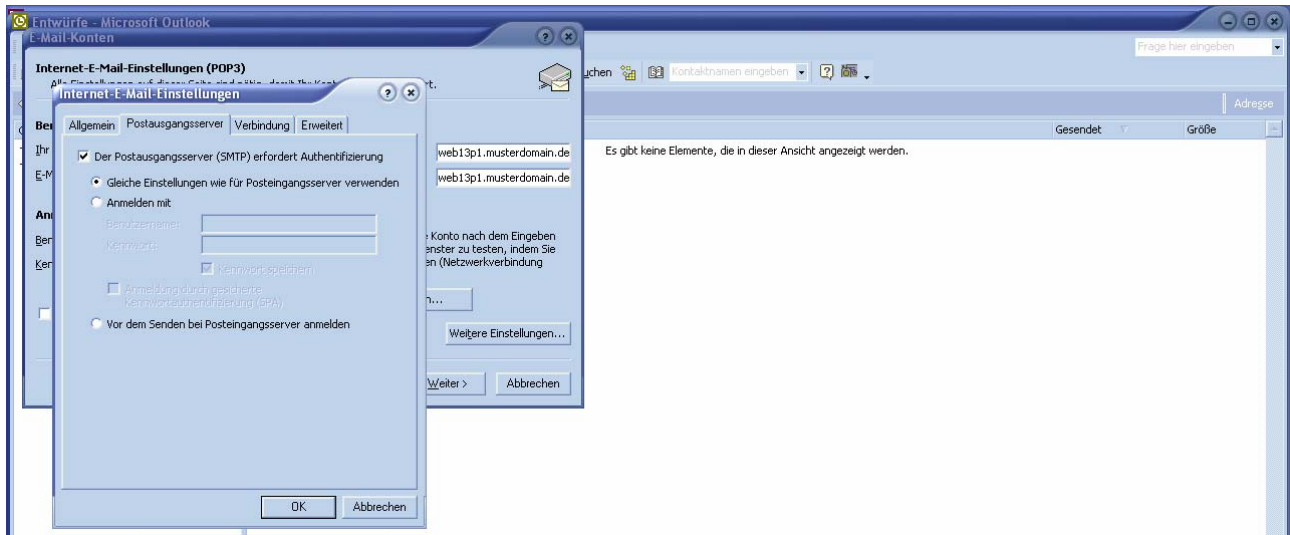 Entwürfe - Microsoft Outlook
E-Mail-Konten
Frage hier eingeben
Internet-E-Mail-Einstellungen (POP3)
Kontaktnamen eingeben
Internet-E-Mail-Einstellungen
Adresse
Allgemein Postausgangsserver Verbindung Erweitert
Gesendet Größe
Ihr
Der Postausgangsserver (SMTP) erfordert Authentifizierung
web13p1.musterdomain.de
Es gibt keine Elemente, die in dieser Ansicht angezeigt werden.
Gleiche Einstellungen wie für Posteingangsserver verwenden
web13p1.musterdomain.de
Anmelden mit
Benutzername:
Kennwort:
Konto nach dem Eingeben
enster zu testen, indem Sie
en (Netzwerkverbindung
Kennwort speichern
Anmeldung durch gesicherte
Kennwortauthentifizierung (SPA)
Vor dem Senden bei Posteingangsserver anmelden
Weitere Einstellungen...
Weiter > Abbrechen
OK Abbrechen